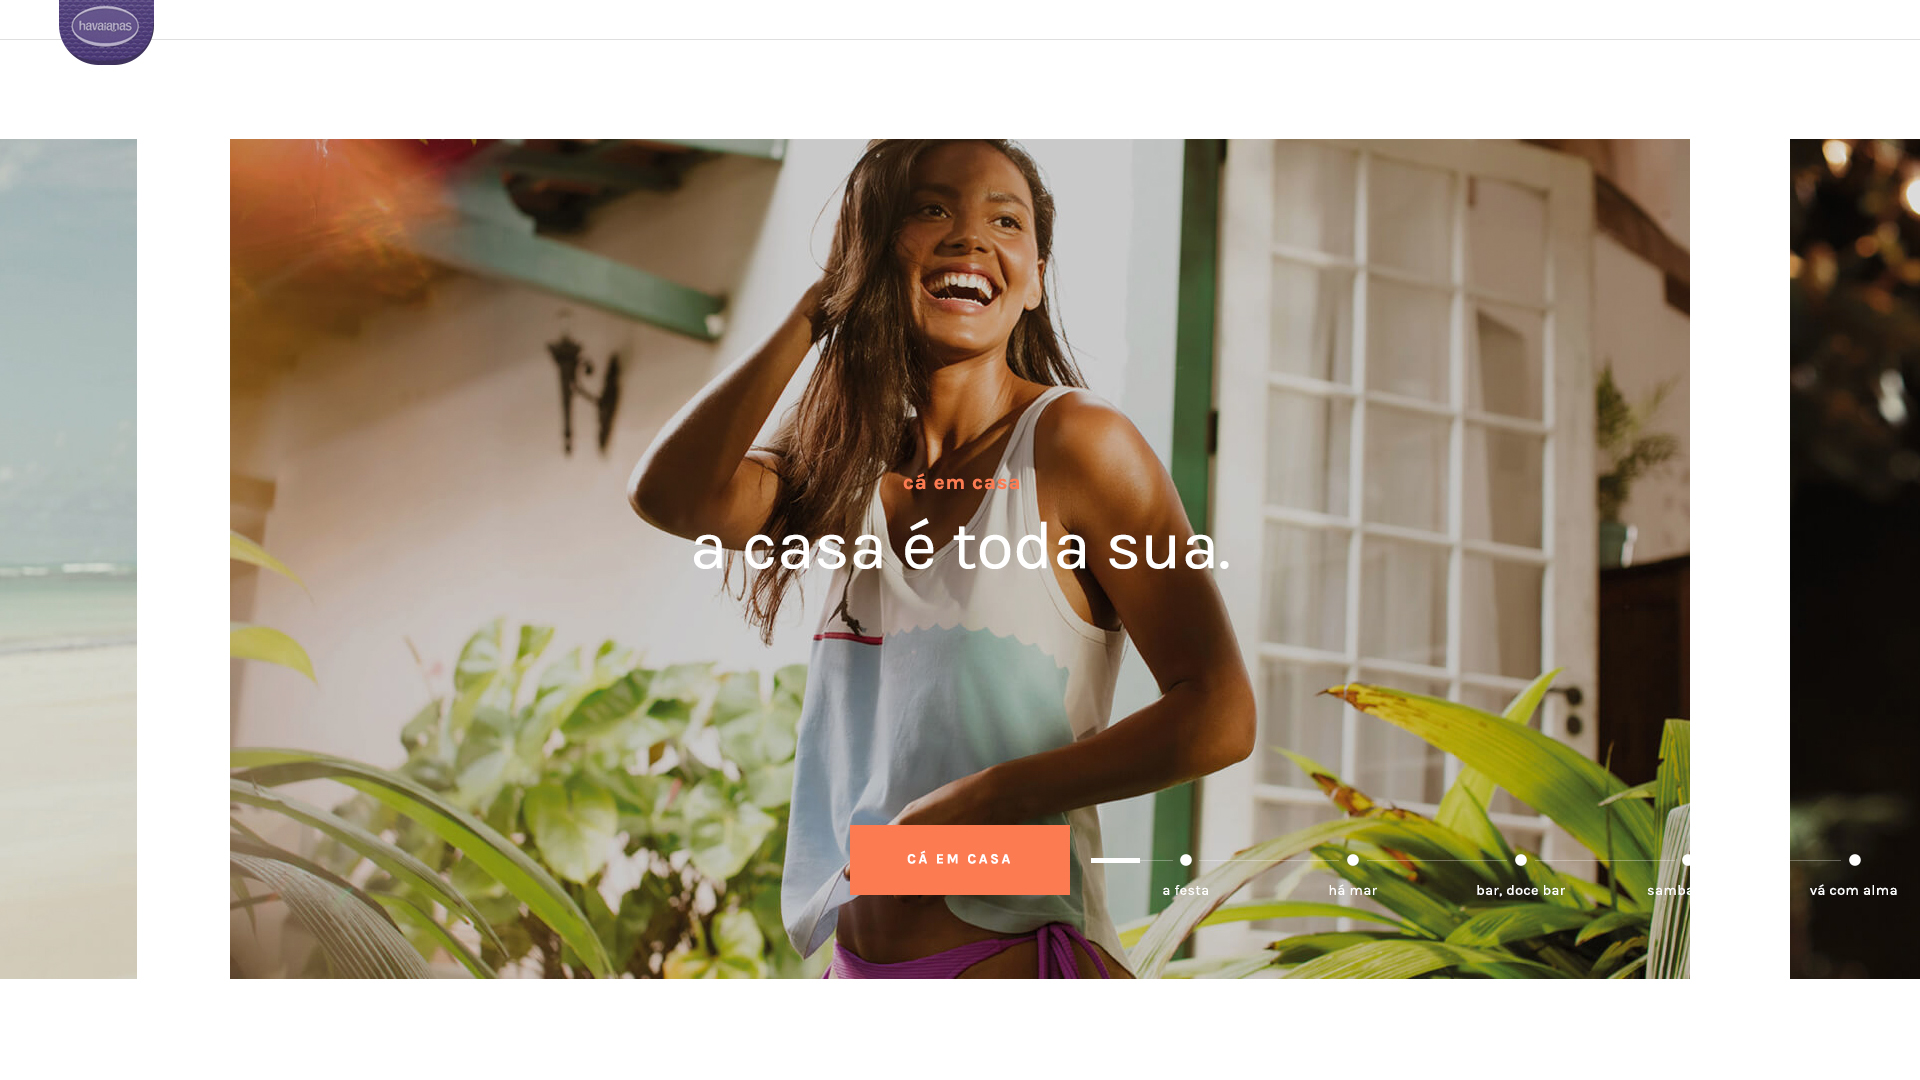 havaianas
cá em casa
a casa é toda sua.
CÁ EM CASA
a festa
há mar
bar, doce bar
samba
vá com alma